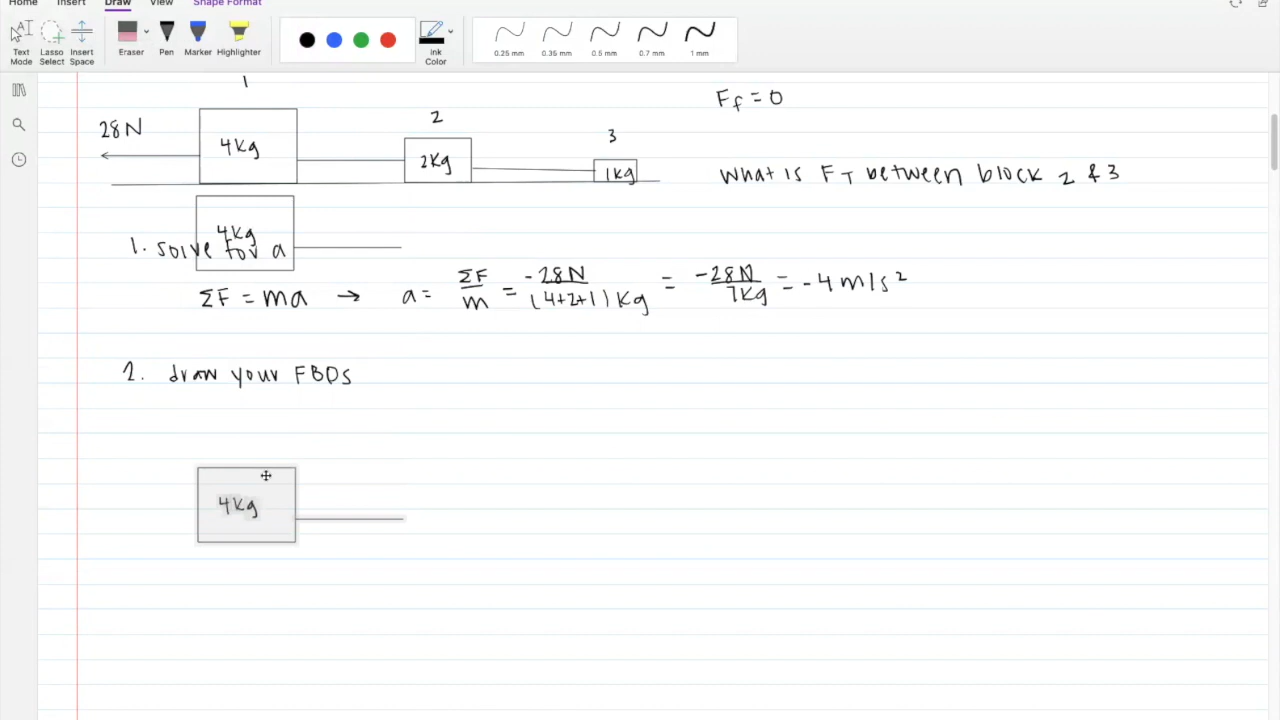 Home Insert Draw View Shape Format
Text Mode Lasso Select Insert Space Eraser Pen Marker Highlighter Ink Color 0.25 mm 0.35 mm 0.5 mm 0.7 mm 1 mm
1
Ff = 0
28N 4Kg 2 2Kg 3 1Kg
What is FT between block 2 & 3
4Kg
1. solve for a
ΣF = ma → a = ΣF/m = -28N/(4+2+1)Kg = -28N/7Kg = -4m/s²
2. draw your FBDs
4Kg